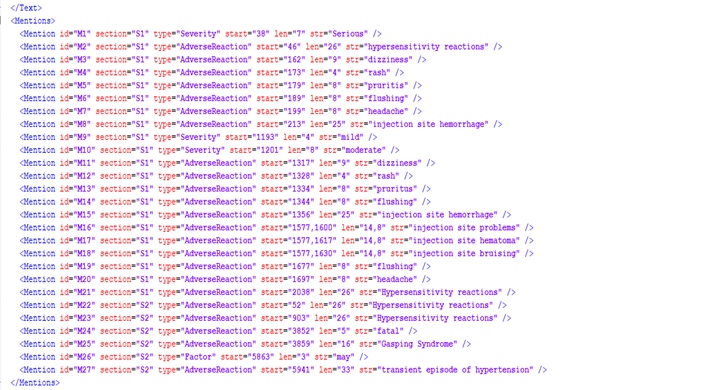 </Text>
<Mentions>
<Mention id="M1" section="S1" type="Severity" start="38" len="7" str="Serious" />
<Mention id="M2" section="S1" type="AdverseReaction" start="46" len="26" str="hypersensitivity reactions" />
<Mention id="M3" section="S1" type="AdverseReaction" start="162" len="9" str="dizziness" />
<Mention id="M4" section="S1" type="AdverseReaction" start="173" len="4" str="rash" />
<Mention id="M5" section="S1" type="AdverseReaction" start="179" len="8" str="pruritis" />
<Mention id="M6" section="S1" type="AdverseReaction" start="189" len="8" str="flushing" />
<Mention id="M7" section="S1" type="AdverseReaction" start="199" len="8" str="headache" />
<Mention id="M8" section="S1" type="AdverseReaction" start="213" len="25" str="injection site hemorrhage" />
<Mention id="M9" section="S1" type="Severity" start="1193" len="4" str="mild" />
<Mention id="M10" section="S1" type="Severity" start="1201" len="8" str="moderate" />
<Mention id="M11" section="S1" type="AdverseReaction" start="1317" len="9" str="dizziness" />
<Mention id="M12" section="S1" type="AdverseReaction" start="1328" len="4" str="rash" />
<Mention id="M13" section="S1" type="AdverseReaction" start="1334" len="8" str="pruritus" />
<Mention id="M14" section="S1" type="AdverseReaction" start="1344" len="8" str="flushing" />
<Mention id="M15" section="S1" type="AdverseReaction" start="1356" len="25" str="injection site hemorrhage" />
<Mention id="M16" section="S1" type="AdverseReaction" start="1577,1600" len="14,8" str="injection site problems" />
<Mention id="M17" section="S1" type="AdverseReaction" start="1577,1617" len="14,8" str="injection site hematoma" />
<Mention id="M18" section="S1" type="AdverseReaction" start="1577,1630" len="14,8" str="injection site bruising" />
<Mention id="M19" section="S1" type="AdverseReaction" start="1677" len="8" str="flushing" />
<Mention id="M20" section="S1" type="AdverseReaction" start="1697" len="8" str="headache" />
<Mention id="M21" section="S1" type="AdverseReaction" start="2038" len="26" str="Hypersensitivity reactions" />
<Mention id="M22" section="S2" type="AdverseReaction" start="52" len="26" str="Hypersensitivity reactions" />
<Mention id="M23" section="S2" type="AdverseReaction" start="903" len="26" str="Hypersensitivity reactions" />
<Mention id="M24" section="S2" type="AdverseReaction" start="3852" len="5" str="fatal" />
<Mention id="M25" section="S2" type="AdverseReaction" start="3859" len="16" str="Gasping Syndrome" />
<Mention id="M26" section="S2" type="Factor" start="5863" len="3" str="may" />
<Mention id="M27" section="S2" type="AdverseReaction" start="5941" len="33" str="transient episode of hypertension" />
</Mentions>